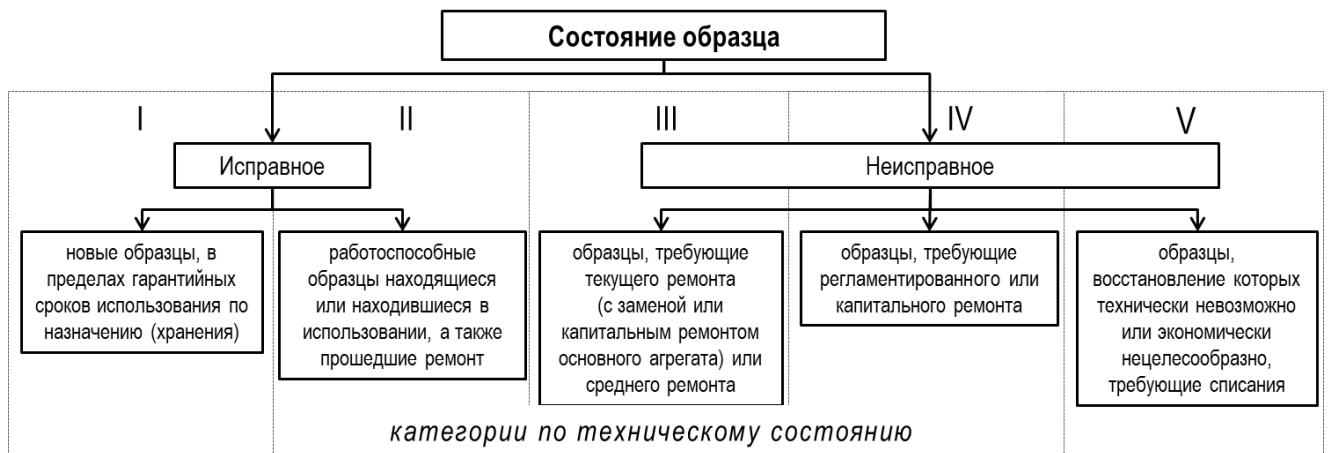 Состояние образца
I
II
III
IV
V
Исправное
Неисправное
новые образцы, в
пределах гарантийных
сроков использования по
назначению (хранения)
работоспособные
образцы находящиеся
или находившиеся в
использовании, а также
прошедшие ремонт
образцы, требующие
текущего ремонта
(с заменой или
капитальным ремонтом
основного агрегата) или
среднего ремонта
образцы, требующие
регламентированного или
капитального ремонта
образцы,
восстановление которых
технически невозможно
или экономически
нецелесообразно,
требующие списания
категории по техническому состоянию